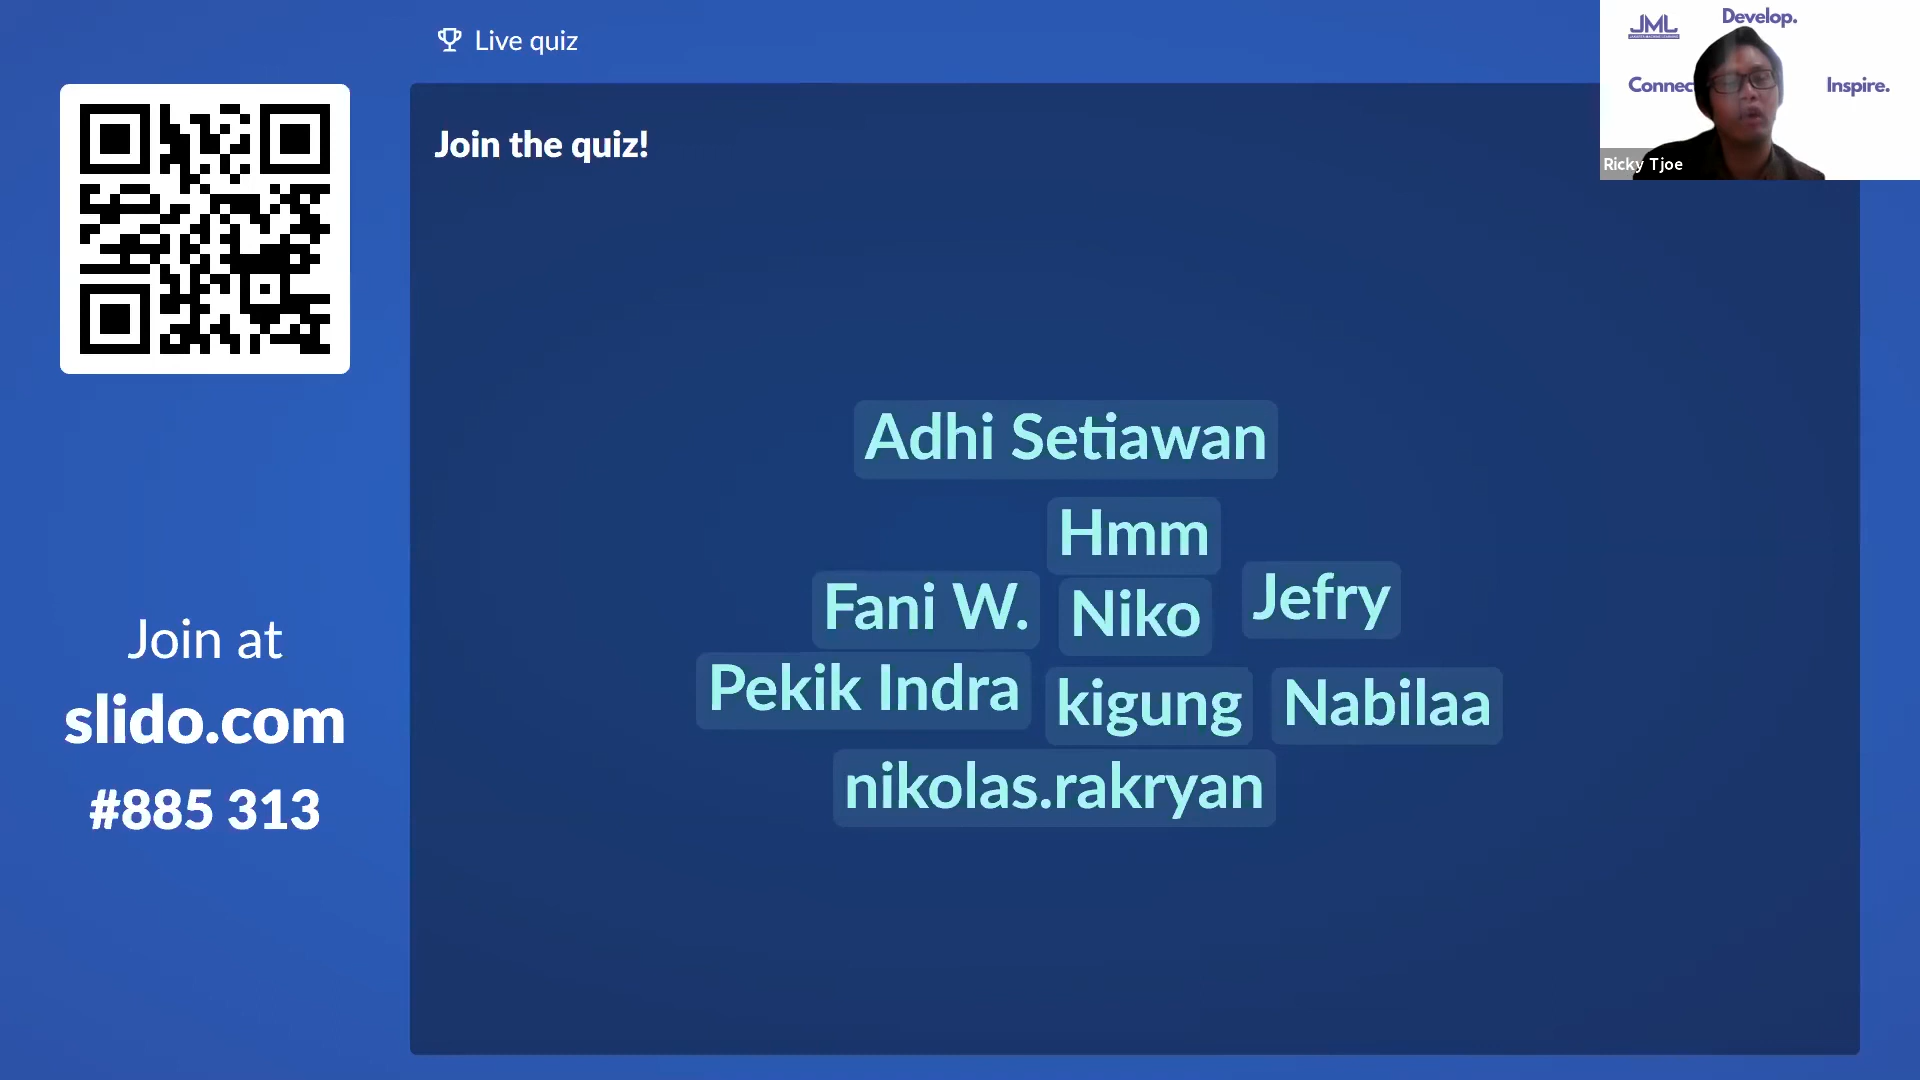 Live quiz
Join the quiz!
Adhi Setiawan
Hmm
Fani W.
Niko
Jefry
Pekik Indra
kigung
Nabilaa
nikolas.rakryan
Join at
slido.com
#885 313
JML
Develop.
Connec
Inspire.
Ricky Tjoe